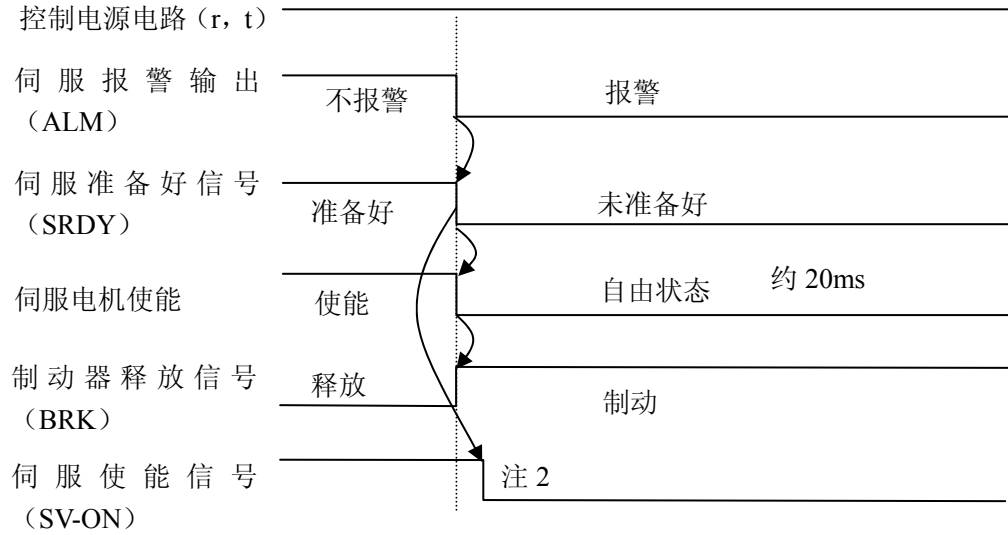 控制电源电路（r，t）
伺服报警输出
（ALM）
不报警
报警
伺服准备好信号
（SRDY）
准备好
未准备好
伺服电机使能
使能
自由状态
约 20ms
制动器释放信号
（BRK）
释放
制动
伺服使能信号
（SV-ON）
注 2